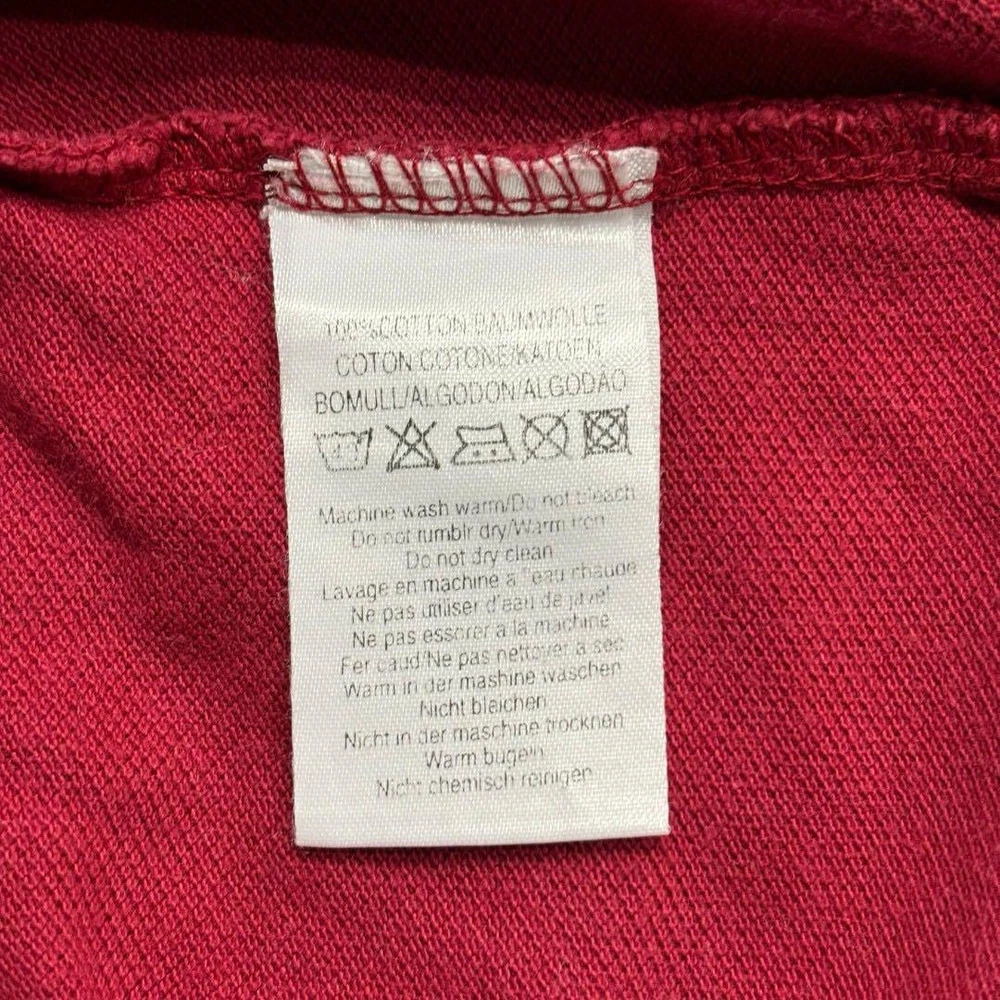 100%COTTON BAUMWOLLE
COTON COTONE/KATOEN
BOMULL/ALGODON/ALGODÃO
Machine wash warm/Do not bleach
Do not rumblr dry/Warm iron
Do not dry clean
Lavage en machine a l'eau chaude
Ne pas utiliser d'eau de javel
Ne pas essorer a la machine
Fer caud/Ne pas nettoyer a sec
Warm in der mashine waschen
Nicht bleichen
Nicht in der maschine trocknen
Warm bugeln
Nicht chemisch reinigen